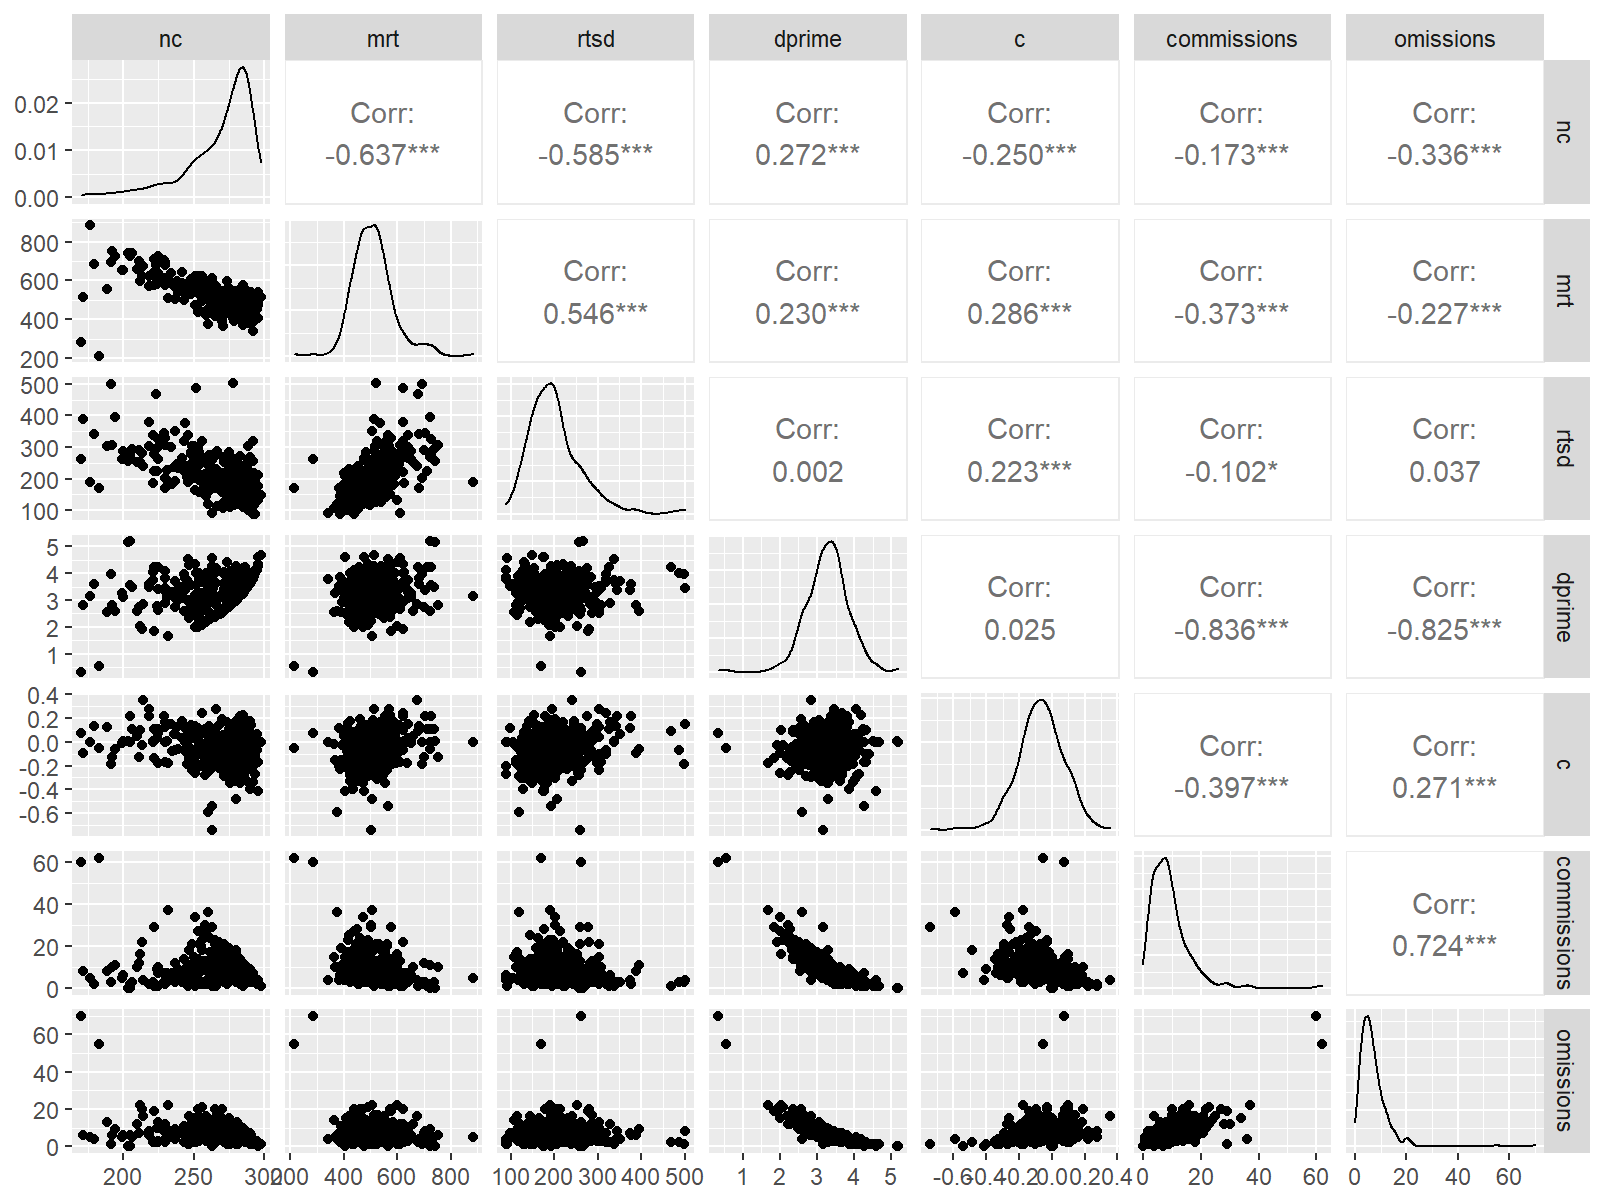 nc mrt rtsd dprime c commissions omissions
0.02
0.01
0.00
Corr:
-0.637***
Corr:
-0.585***
Corr:
0.272***
Corr:
-0.250***
Corr:
-0.173***
Corr:
-0.336***
nc
800
600
400
200
Corr:
0.546***
Corr:
0.230***
Corr:
0.286***
Corr:
-0.373***
Corr:
-0.227***
mrt
500
400
300
200
100
Corr:
0.002
Corr:
0.223***
Corr:
-0.102*
Corr:
0.037
rtsd
5
4
3
2
1
Corr:
0.025
Corr:
-0.836***
Corr:
-0.825***
dprime
0.4
0.2
0.0
-0.2
-0.4
-0.6
Corr:
-0.397***
Corr:
0.271***
c
60
40
20
0
Corr:
0.724***
commissions
60
40
20
0
omissions
200 250 300
200 400 600 800
100 200 300 400 500
1 2 3 4 5
-0.6 -0.4 -0.2 0.0 0.2 0.4
0 20 40 60
0 20 40 60